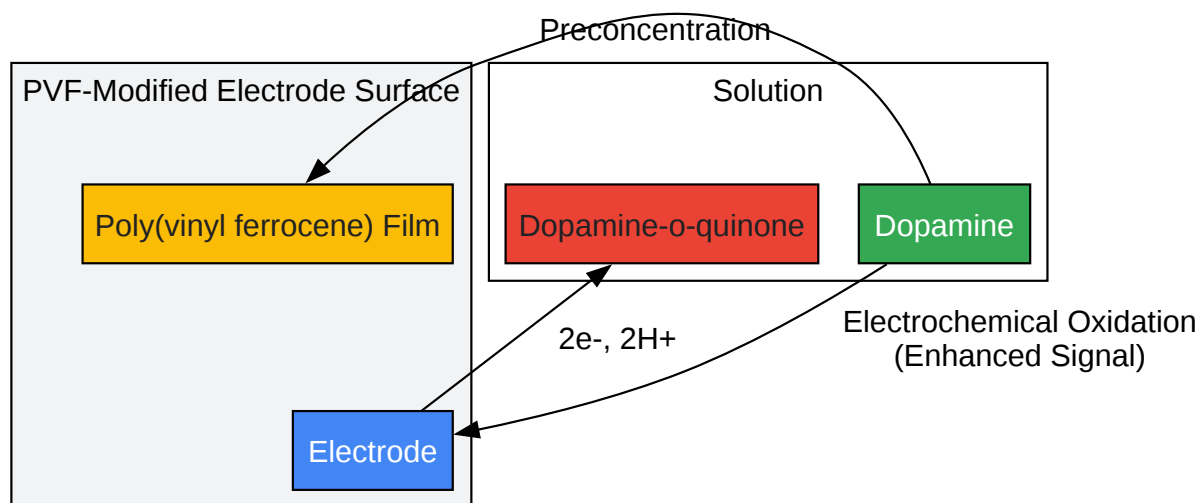 Preconcentration
PVF-Modified Electrode Surface
Solution
Poly(vinyl ferrocene) Film
Dopamine-o-quinone
Dopamine
Electrochemical Oxidation
(Enhanced Signal)
2e-, 2H+
Electrode